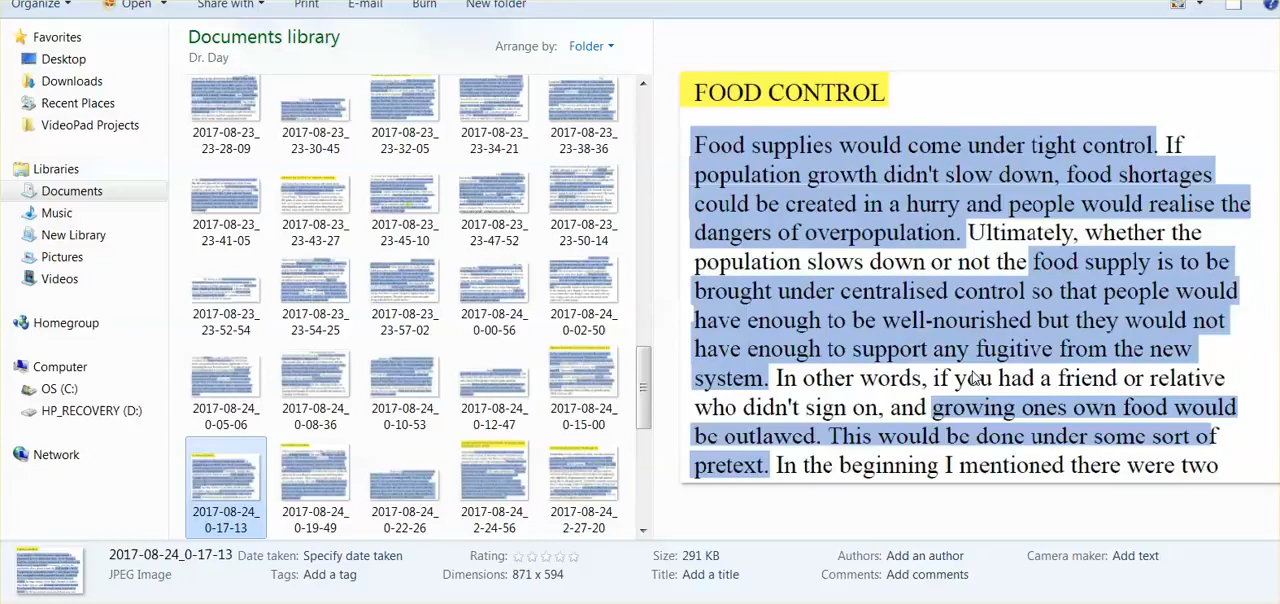 Organize
Open
Share with
Print
E-mail
Burn
New folder
Favorites
Desktop
Downloads
Recent Places
VideoPad Projects
Libraries
Documents
Music
New Library
Pictures
Videos
Homegroup
Computer
OS (C:)
HP_RECOVERY (D:)
Network
Documents library
Dr. Day
Arrange by: Folder
2017-08-23_ 2017-08-23_ 2017-08-23_ 2017-08-23_ 2017-08-23_
23-28-09 23-30-45 23-32-05 23-34-21 23-38-36
2017-08-23_ 2017-08-23_ 2017-08-23_ 2017-08-23_ 2017-08-23_
23-41-05 23-43-27 23-45-10 23-47-52 23-50-14
2017-08-23_ 2017-08-23_ 2017-08-23_ 2017-08-24_ 2017-08-24_
23-52-54 23-54-25 23-57-02 0-00-56 0-02-50
2017-08-24_ 2017-08-24_ 2017-08-24_ 2017-08-24_ 2017-08-24_
0-05-06 0-08-36 0-10-53 0-12-47 0-15-00
2017-08-24_ 2017-08-24_ 2017-08-24_ 2017-08-24_ 2017-08-24_
0-17-13 0-19-49 0-22-26 2-24-56 2-27-20
FOOD CONTROL
Food supplies would come under tight control. If
population growth didn't slow down, food shortages
could be created in a hurry and people would realise the
dangers of overpopulation. Ultimately, whether the
population slows down or not the food supply is to be
brought under centralised control so that people would
have enough to be well-nourished but they would not
have enough to support any fugitive from the new
system. In other words, if you had a friend or relative
who didn't sign on, and growing ones own food would
be outlawed. This would be done under some sort of
pretext. In the beginning I mentioned there were two
2017-08-24_0-17-13 Date taken: Specify date taken Rating: Size: 291 KB Authors: Add an author Camera maker: Add text
JPEG Image Tags: Add a tag Dimensions: 871 x 594 Title: Add a title Comments: Add comments